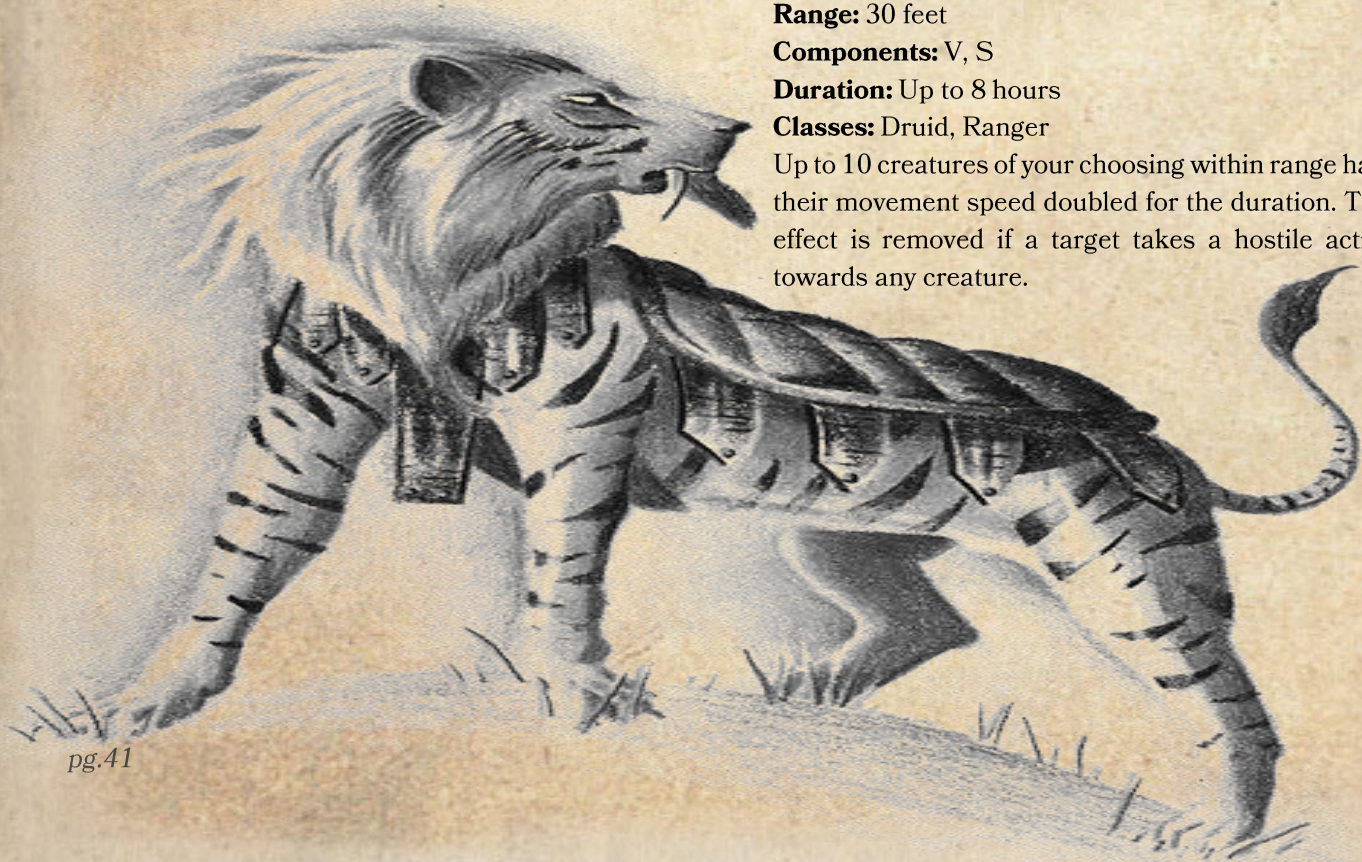 Range: 30 feet
Components: V, S
Duration: Up to 8 hours
Classes: Druid, Ranger
Up to 10 creatures of your choosing within range
their movement speed doubled for the duration.
effect is removed if a target takes a hostile
towards any creature.
pg.41